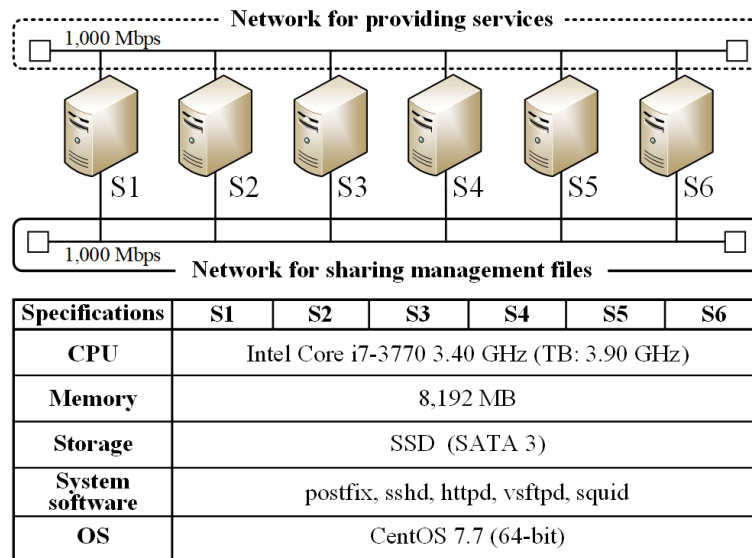 Network for providing services
1,000 Mbps
S1 S2 S3 S4 S5 S6
1,000 Mbps
Network for sharing management files
Specifications S1 S2 S3 S4 S5 S6
CPU Intel Core i7-3770 3.40 GHz (TB: 3.90 GHz)
Memory 8,192 MB
Storage SSD (SATA 3)
System software postfix, sshd, httpd, vsftpd, squid
OS CentOS 7.7 (64-bit)